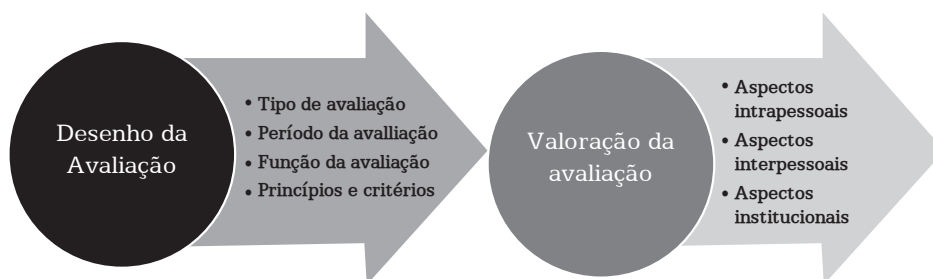 Desenho da
Avaliação
• Tipo de avaliação
• Período da avalliação
• Função da avaliação
• Princípios e critérios
Valoração da
avaliação
• Aspectos
intrapessoais
• Aspectos
interpessoais
• Aspectos
institucionais